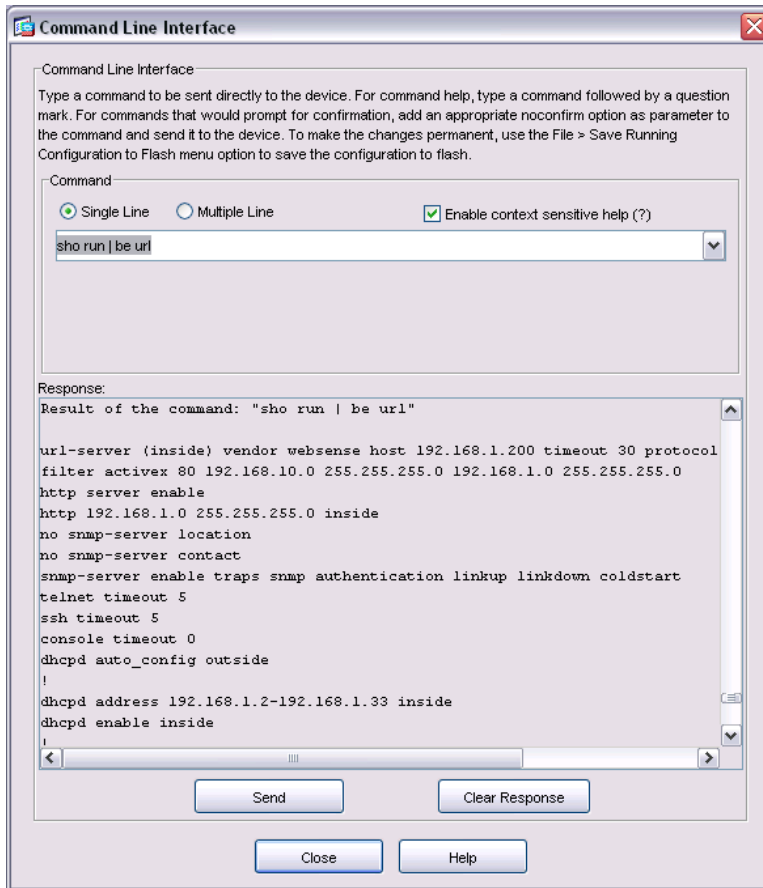 Command Line Interface
Command Line Interface
Type a command to be sent directly to the device. For command help, type a command followed by a question
mark. For commands that would prompt for confirmation, add an appropriate noconfirm option as parameter to
the command and send it to the device. To make the changes permanent, use the File > Save Running
Configuration to Flash menu option to save the configuration to flash.
Command
Single Line Multiple Line Enable context sensitive help (?)
sho run | be url
Response:
Result of the command: "sho run | be url"
url-server (inside) vendor websense host 192.168.1.200 timeout 30 protocol
filter activex 80 192.168.10.0 255.255.255.0 192.168.1.0 255.255.255.0
http server enable
http 192.168.1.0 255.255.255.0 inside
no snmp-server location
no snmp-server contact
snmp-server enable traps snmp authentication linkup linkdown coldstart
telnet timeout 5
ssh timeout 5
console timeout 0
dhcpd auto_config outside
!
dhcpd address 192.168.1.2-192.168.1.33 inside
dhcpd enable inside
!
Send Clear Response
Close Help